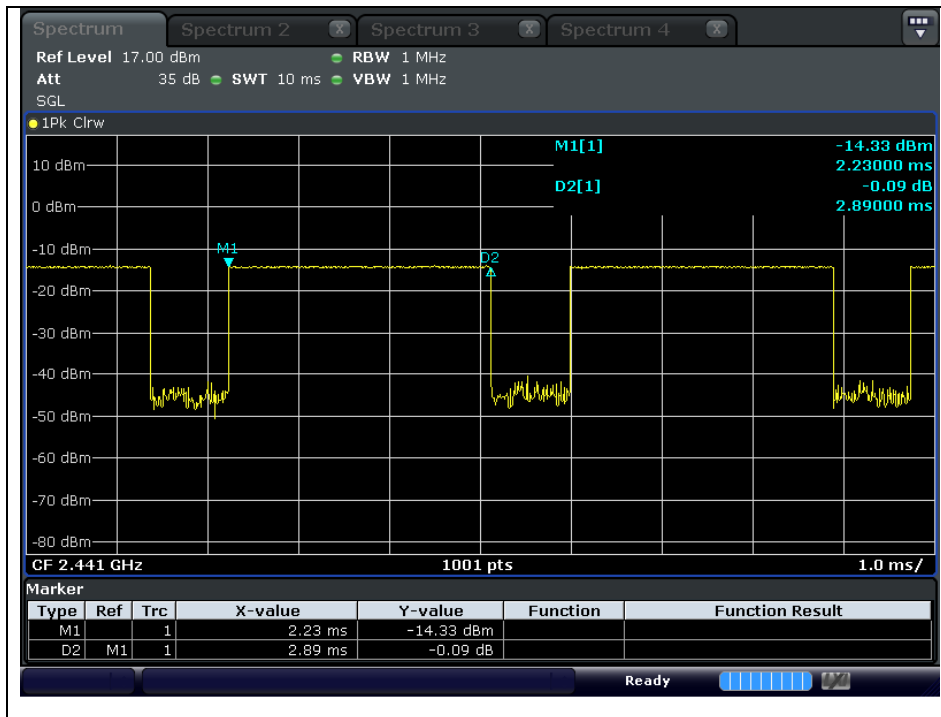 Spectrum Spectrum 2 X Spectrum 3 X Spectrum 4 X
Ref Level 17.00 dBm RBW 1 MHz
Att 35 dB SWT 10 ms VBW 1 MHz
SGL
1Pk Clrw
M1[1] -14.33 dBm
2.23000 ms
D2[1] -0.09 dB
2.89000 ms
10 dBm
0 dBm
-10 dBm
M1
D2
-20 dBm
-30 dBm
-40 dBm
-50 dBm
-60 dBm
-70 dBm
-80 dBm
CF 2.441 GHz 1001 pts 1.0 ms/
Marker
Type Ref Trc X-value Y-value Function Function Result
M1 1 2.23 ms -14.33 dBm
D2 M1 1 2.89 ms -0.09 dB
Ready